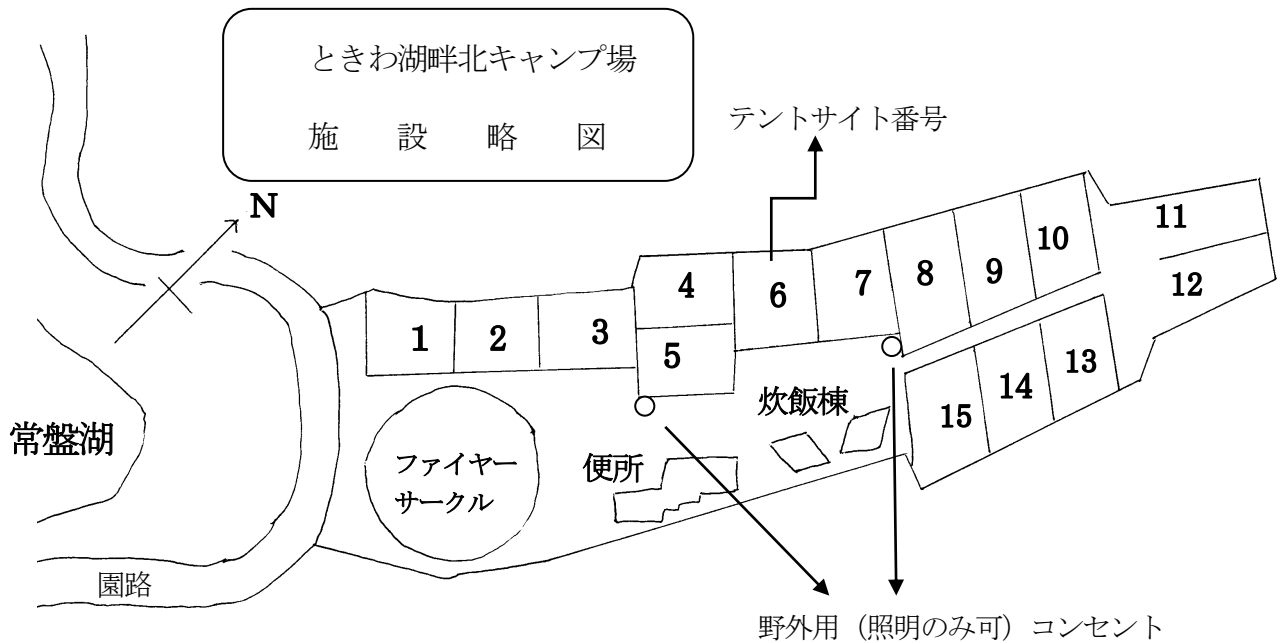 ときわ湖畔北キャンプ場
施設略図
テントサイト番号
N
11
10
12
9
8
7
6
4
3
2
1
5
13
14
15
炊飯棟
常盤湖
ファイヤー
サークル
便所
園路
野外用（照明のみ可）コンセント